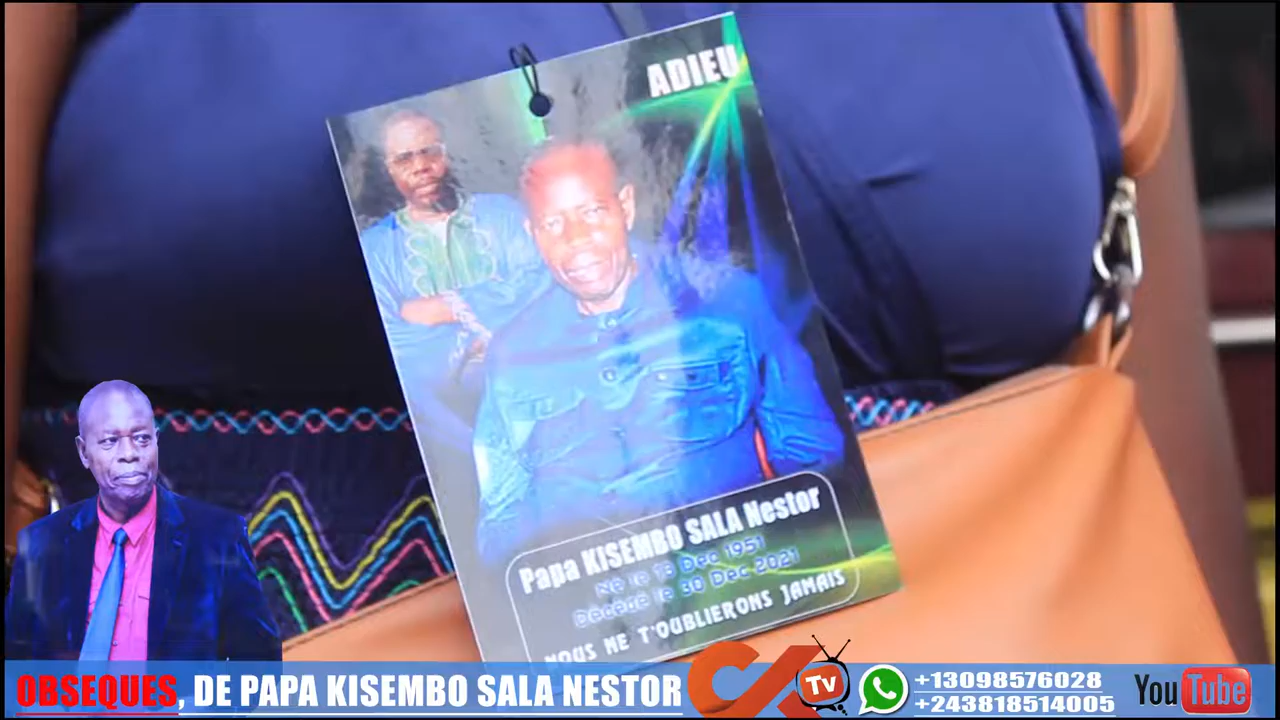 ADIEU
Papa KISEMBO SALA Nestor
Né le 13 Dec 1951
Décédé le 30 Dec 2021
NOUS NE T'OUBLIERONS JAMAIS
OBSEQUES, DE PAPA KISEMBO SALA NESTOR
Tv
+13098576028
+243818514005
YouTube